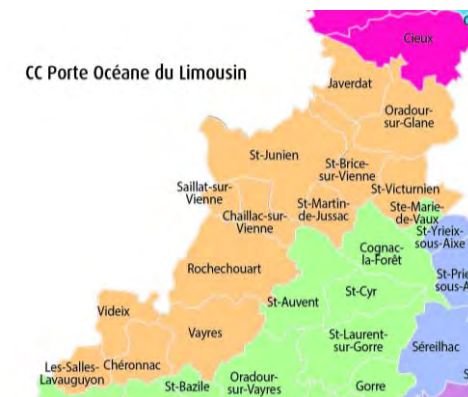 Cieux
CC Porte Océane du Limousin
Javerdat
Oradour-
sur-Glane
St-Junien
St-Brice-
sur-Vienne
Saillat-sur-
Vienne
St-Victurnien
Chaillac-sur-
Vienne
St-Martin-
de-Jussac
Ste-Marie-
de-Vaux
St-Yrieix-
sous-Aixe
Cognac-
la-Forêt
Rochechouart
St-Auvent
St-Cyr
Videix
Vayres
St-Laurent-
sur-Gorre
Séreilhac
Les-Salles-
Lavauguyon
Chéronnac
St-Bazile
Oradour-
sur-Vayres
Gorre